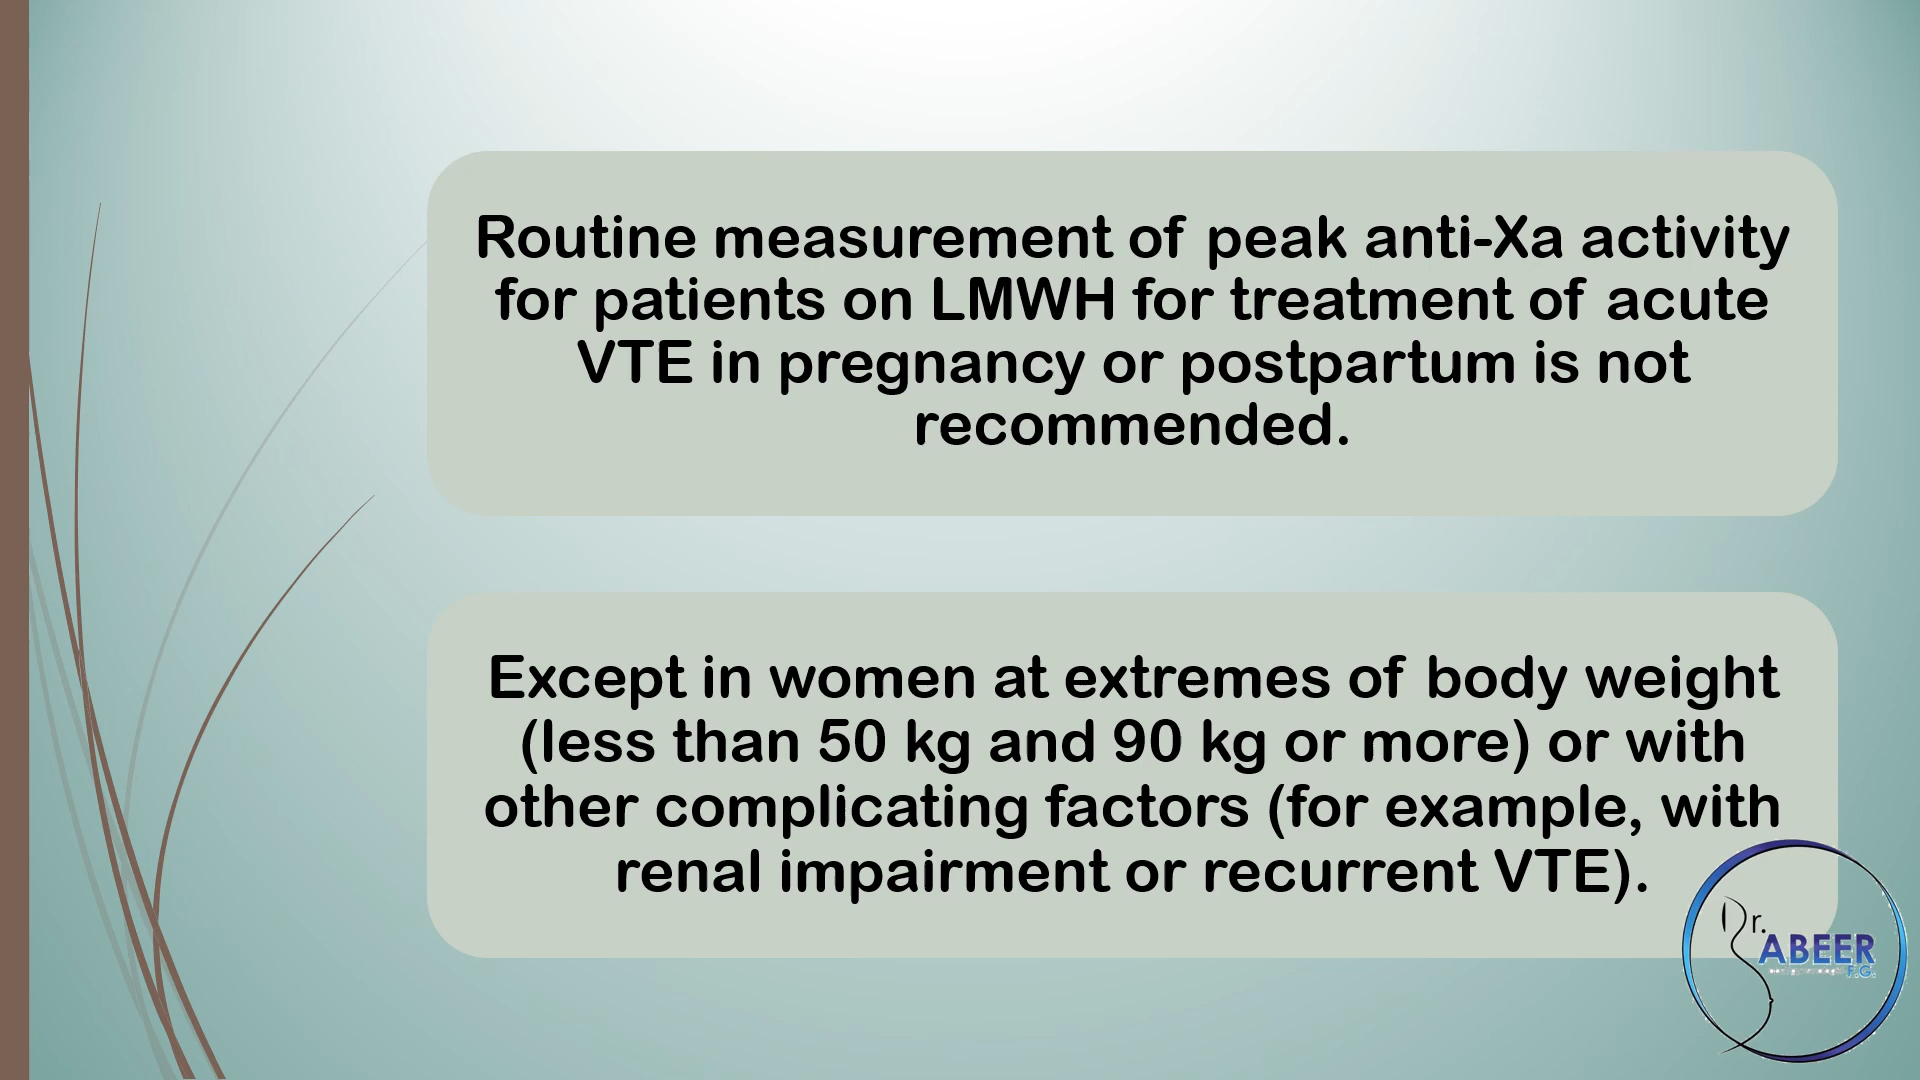 Routine measurement of peak anti-Xa activity
for patients on LMWH for treatment of acute
VTE in pregnancy or postpartum is not
recommended.
Except in women at extremes of body weight
(less than 50 kg and 90 kg or more) or with
other complicating factors (for example, with
renal impairment or recurrent VTE).
Dr.
ABEER
F.G.